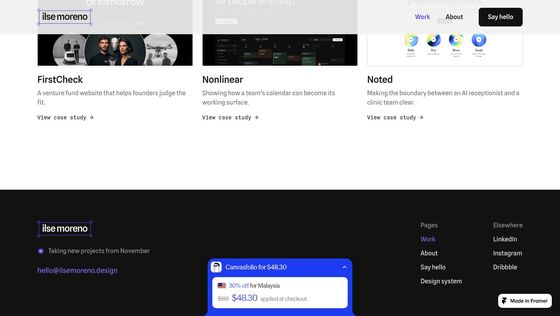 of tomorrow
ilse moreno
Work
About
Say hello
FirstCheck
A venture fund website that helps founders judge the
fit.
View case study →
Nonlinear
Showing how a team's calendar can become its
working surface.
View case study →
Noted
Making the boundary between an AI receptionist and a
clinic team clear.
View case study →
ilse moreno
Taking new projects from November
hello@ilsemoreno.design
Pages
Work
About
Say hello
Design system
Elsewhere
LinkedIn
Instagram
Dribbble
Canvasfolio for $48.30
30% off for Malaysia
$69 $48.30 applied at checkout
Made in Framer